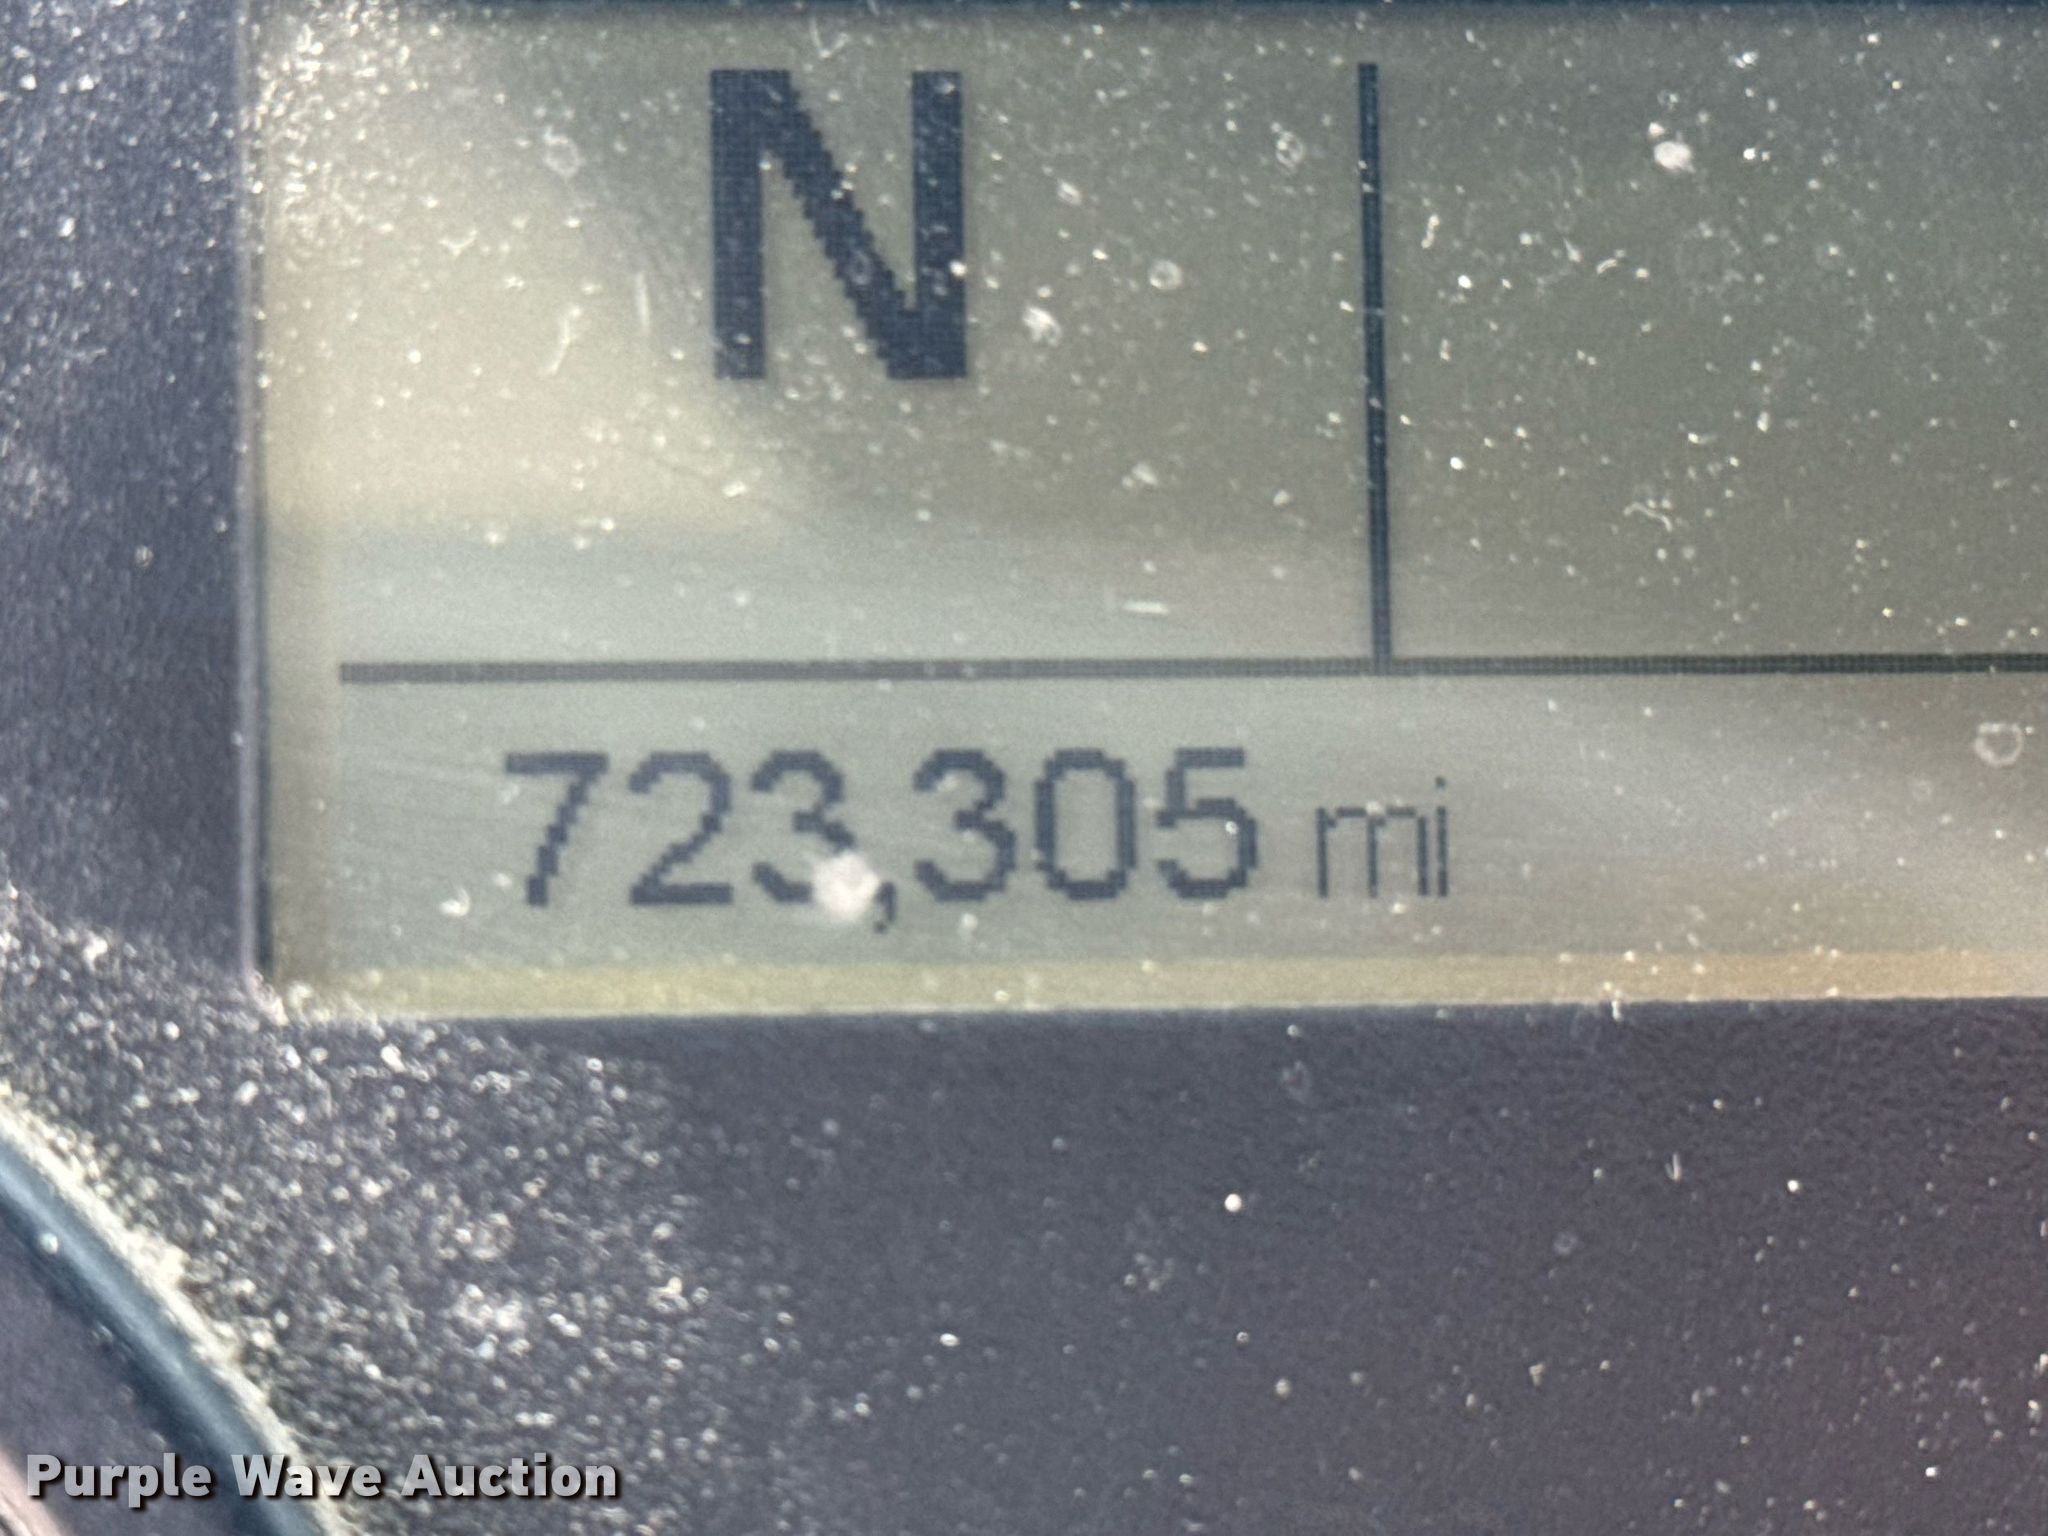 N
723,305 mi
Purple Wave Auction